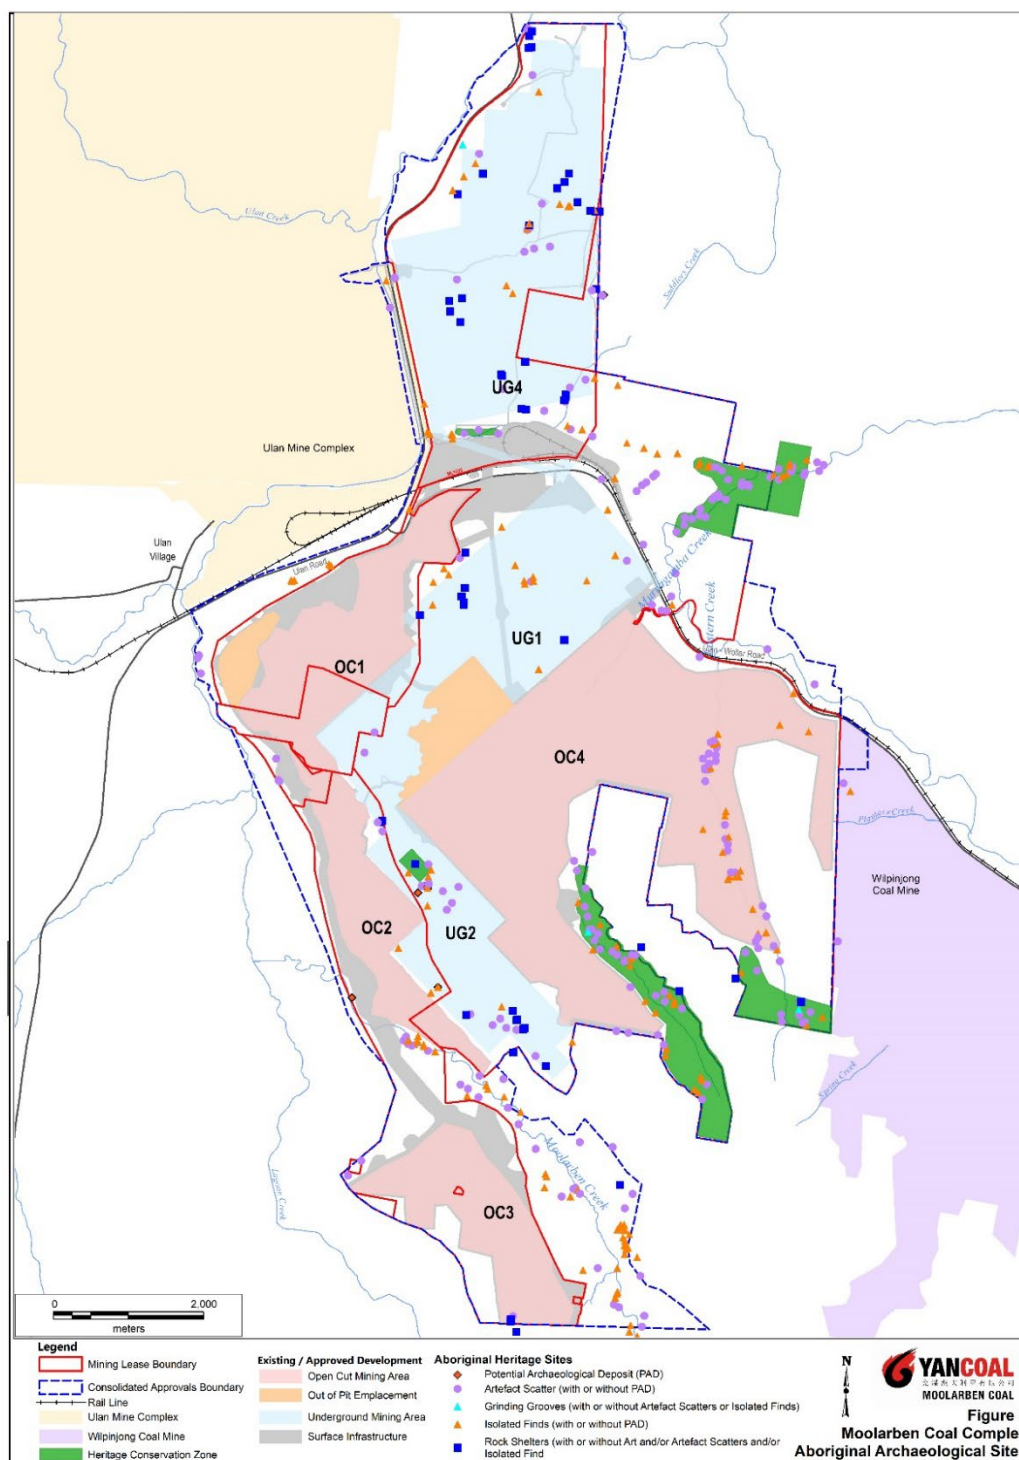 Ulan Creek
Saddlers Creek
UG4
Ulan Mine Complex
Ulan
Village
Ulan Road
Murragamba Creek
Eastern Creek
Ulan - Wollar Road
UG1
OC1
OC4
Planters Creek
Wilpinjong
Coal Mine
OC2
UG2
Spring Creek
Moolarben Creek
Lagoon Creek
OC3
0 2,000
meters
Legend
Mining Lease Boundary
Consolidated Approvals Boundary
Rail Line
Ulan Mine Complex
Wilpinjong Coal Mine
Heritage Conservation Zone
Existing / Approved Development
Open Cut Mining Area
Out of Pit Emplacement
Underground Mining Area
Surface Infrastructure
Aboriginal Heritage Sites
Potential Archaeological Deposit (PAD)
Artefact Scatter (with or without PAD)
Grinding Grooves (with or without Artefact Scatters or Isolated Finds)
Isolated Finds (with or without PAD)
Rock Shelters (with or without Art and/or Artefact Scatters and/or
Isolated Find
N
YANCOAL
MOOLARBEN COAL
Figure
Moolarben Coal Comple
Aboriginal Archaeological Site